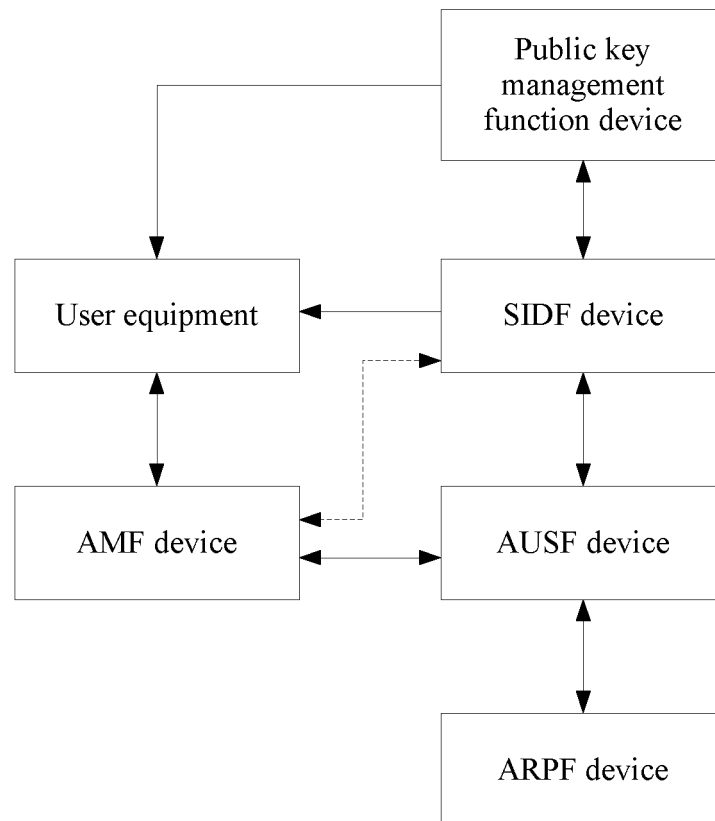 Public key
management
function device
User equipment
SIDF device
AMF device
AUSF device
ARPF device